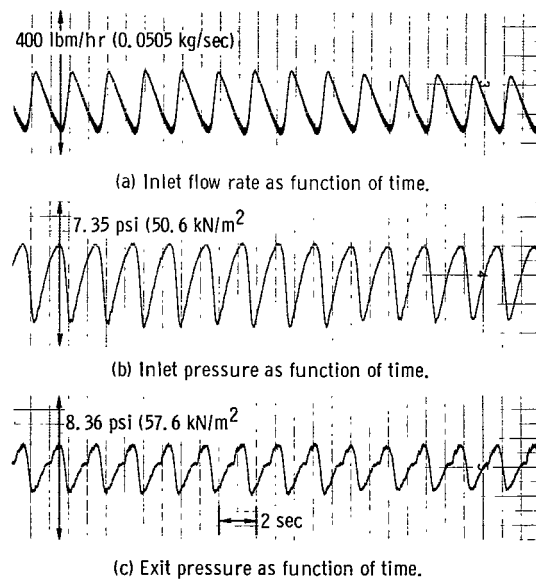 400 lbm/hr (0.0505 kg/sec)
3
(a) Inlet flow rate as function of time.
7.35 psi (50.6 kN/m2
4
(b) Inlet pressure as function of time.
8.36 psi (57.6 kN/m2
2 sec
(c) Exit pressure as function of time.